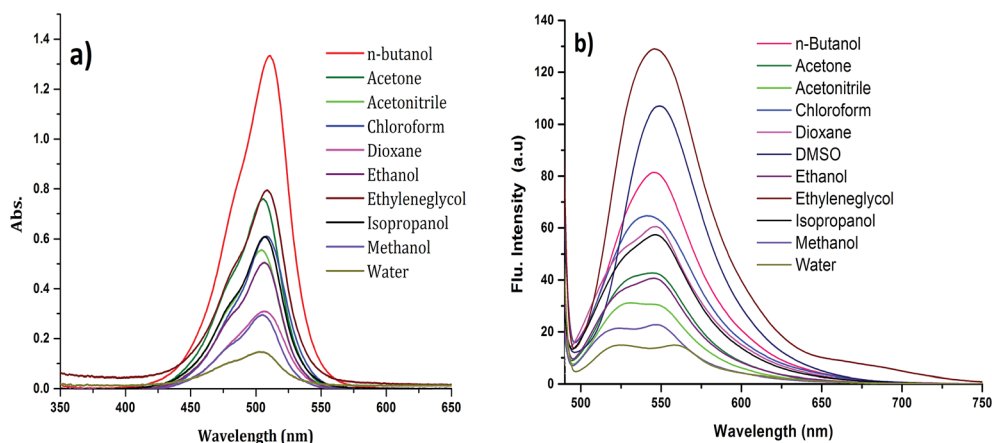 a)
1.4
1.2
1.0
0.8
0.6
0.4
0.2
0.0
Abs.
350
400
450
500
550
600
650
Wavelength (nm)
n-butanol
Acetone
Acetonitrile
Chloroform
Dioxane
Ethanol
Ethyleneglycol
Isopropanol
Methanol
Water
b)
140
120
100
80
60
40
20
0
Flu. Intensity (a.u)
500
550
600
650
700
750
Wavelength (nm)
n-Butanol
Acetone
Acetonitrile
Chloroform
Dioxane
DMSO
Ethanol
Ethyleneglycol
Isopropanol
Methanol
Water